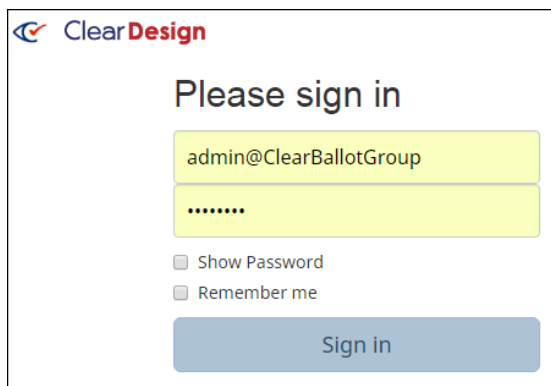 ClearDesign
Please sign in
admin@ClearBallotGroup
••••••••
Show Password
Remember me
Sign in